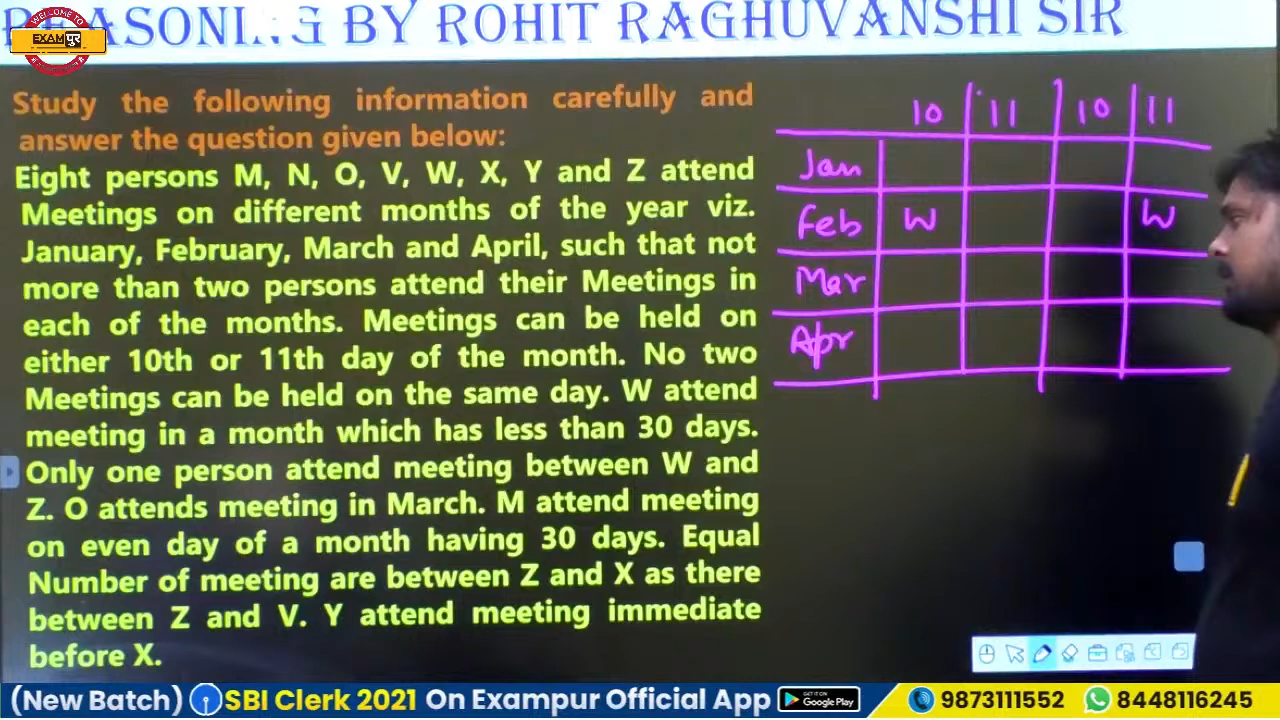 REASONING BY ROHIT RAGHUVANSHI SIR
WELCOME TO
EXAMपुर
Study the following information carefully and
answer the question given below:
Eight persons M, N, O, V, W, X, Y and Z attend
Meetings on different months of the year viz.
January, February, March and April, such that not
more than two persons attend their Meetings in
each of the months. Meetings can be held on
either 10th or 11th day of the month. No two
Meetings can be held on the same day. W attend
meeting in a month which has less than 30 days.
Only one person attend meeting between W and
Z. O attends meeting in March. M attend meeting
on even day of a month having 30 days. Equal
Number of meeting are between Z and X as there
between Z and V. Y attend meeting immediate
before X.
10 11 10 11
Jan
Feb W W
Mar
Apr
(New Batch) SBI Clerk 2021 On Exampur Official App Google Play 9873111552 8448116245